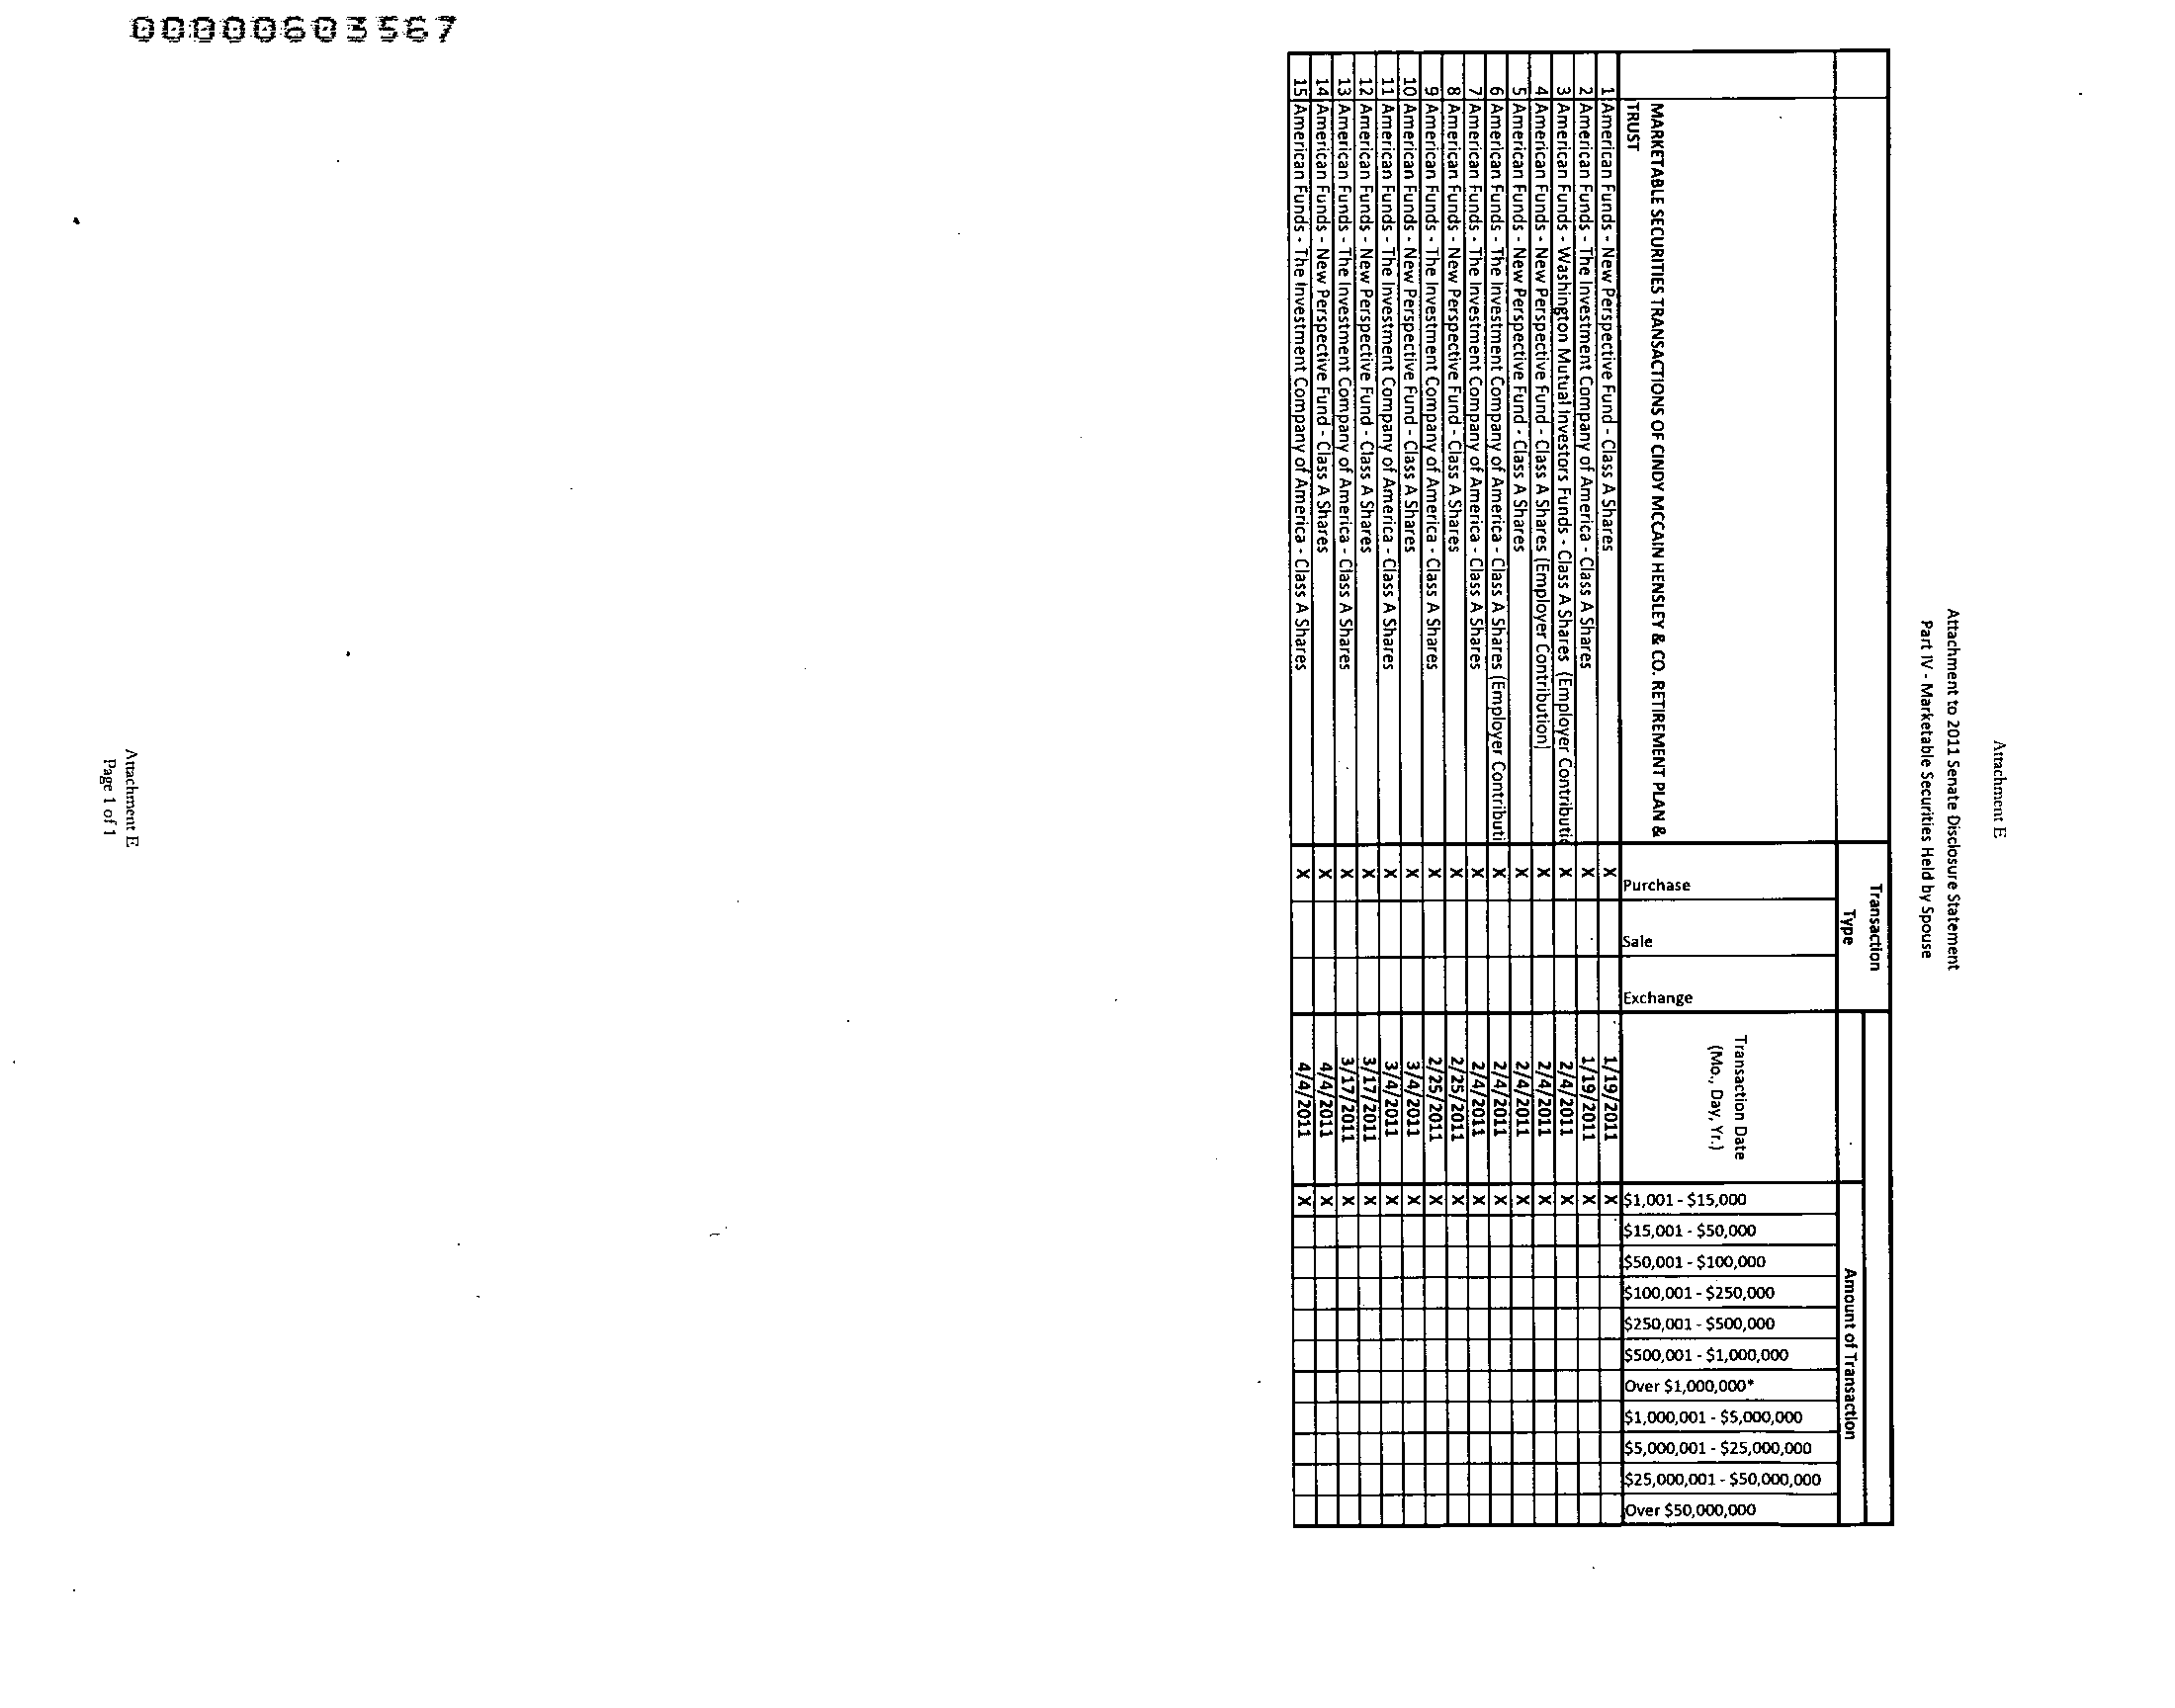 00000603567
Attachment E
Attachment to 2011 Senate Disclosure Statement
Part IV - Marketable Securities Held by Spouse
Transaction Type
Amount of Transaction
Purchase
Sale
Exchange
Transaction Date
(Mo., Day, Yr.)
$1,001 - $15,000
$15,001 - $50,000
$50,001 - $100,000
$100,001 - $250,000
$250,001 - $500,000
$500,001 - $1,000,000
Over $1,000,000*
$1,000,001 - $5,000,000
$5,000,001 - $25,000,000
$25,000,001 - $50,000,000
Over $50,000,000
MARKETABLE SECURITIES TRANSACTIONS OF CINDY MCCAIN HENSLEY & CO. RETIREMENT PLAN &
TRUST
1 American Funds - New Perspective Fund - Class A Shares X 1/19/2011 X
2 American Funds - The Investment Company of America - Class A Shares X 1/19/2011 X
3 American Funds - Washington Mutual Investors Funds - Class A Shares (Employer Contributi X 2/4/2011 X
4 American Funds - New Perspective Fund - Class A Shares (Employer Contribution) X 2/4/2011 X
5 American Funds - New Perspective Fund - Class A Shares X 2/4/2011 X
6 American Funds - The Investment Company of America - Class A Shares (Employer Contributi X 2/4/2011 X
7 American Funds - The Investment Company of America - Class A Shares X 2/4/2011 X
8 American Funds - New Perspective Fund - Class A Shares X 2/25/2011 X
9 American Funds - The Investment Company of America - Class A Shares X 2/25/2011 X
10 American Funds - New Perspective Fund - Class A Shares X 3/4/2011 X
11 American Funds - The Investment Company of America - Class A Shares X 3/4/2011 X
12 American Funds - New Perspective Fund - Class A Shares X 3/17/2011 X
13 American Funds - The Investment Company of America - Class A Shares X 3/17/2011 X
14 American Funds - New Perspective Fund - Class A Shares X 4/4/2011 X
15 American Funds - The Investment Company of America - Class A Shares X 4/4/2011 X
Attachment E
Page 1 of 1